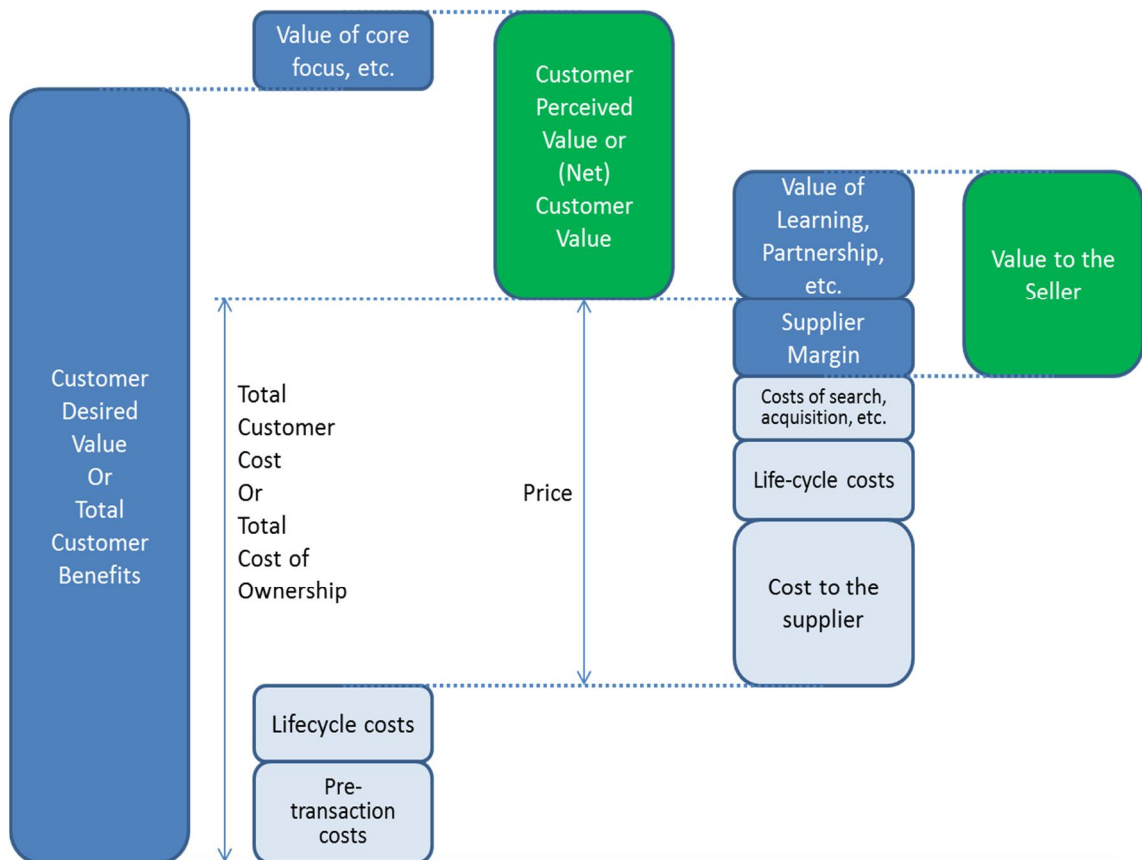 Value of core
focus, etc.
Customer
Perceived
Value or
(Net)
Customer
Value
Value of
Learning,
Partnership,
etc.
Value to the
Seller
Supplier
Margin
Customer
Desired
Value
Or
Total
Customer
Benefits
Total
Customer
Cost
Or
Total
Cost of
Ownership
Price
Costs of search,
acquisition, etc.
Life-cycle costs
Cost to the
supplier
Lifecycle costs
Pre-
transaction
costs